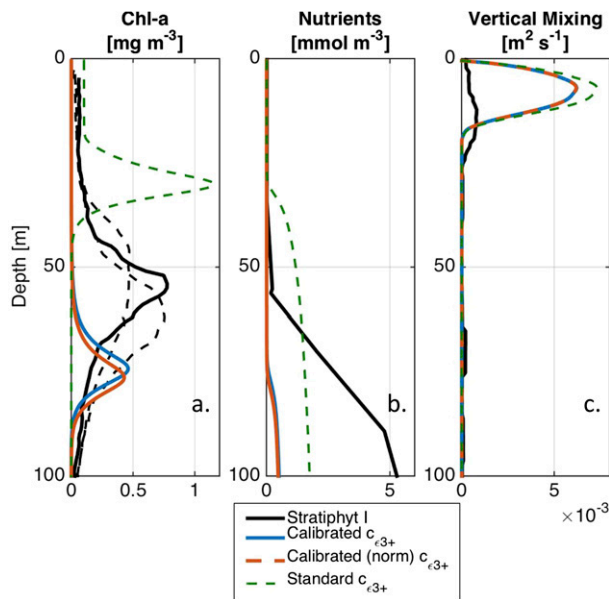 Chl-a
[mg m⁻³]
Nutrients
[mmol m⁻³]
Vertical Mixing
[m² s⁻¹]
Depth [m]
0
50
100
0
0.5
1
a.
0
50
100
0
5
b.
0
50
100
0
5
×10⁻³
c.
Stratiphyt I
Calibrated c_ϵ3+
Calibrated (norm) c_ϵ3+
Standard c_ϵ3+